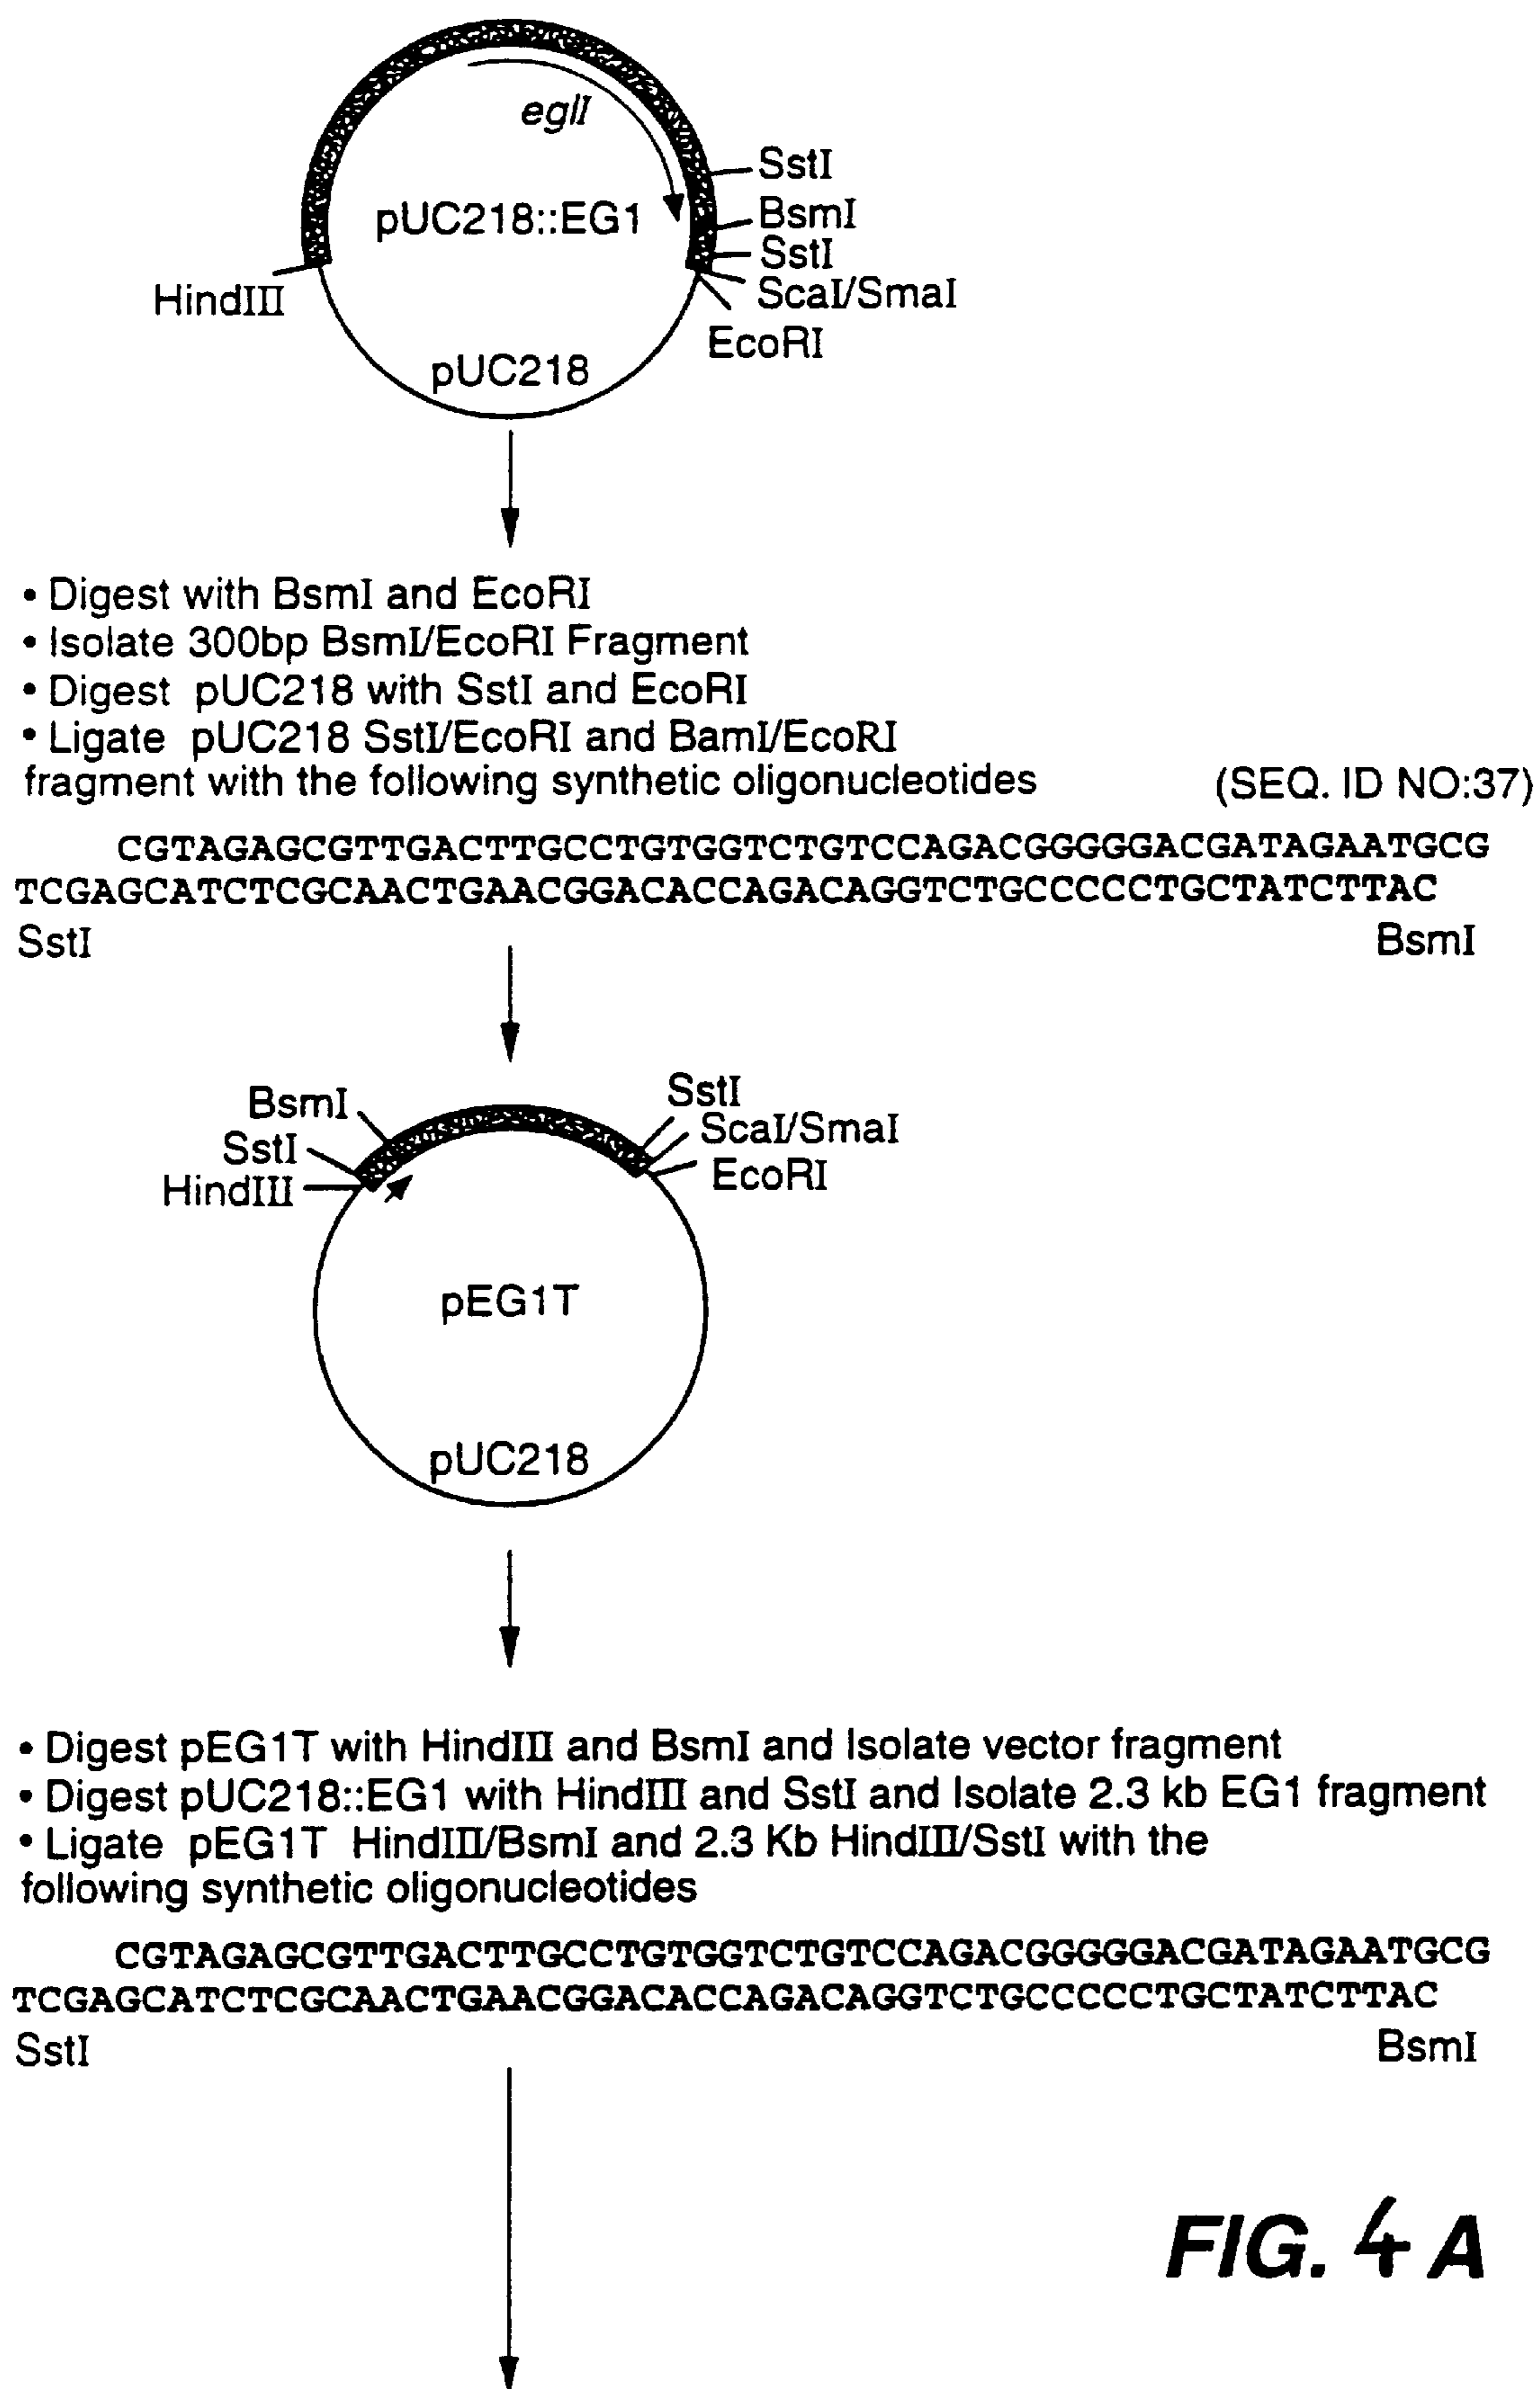 eglI
SstI
pUC218::EG1
BsmI
SstI
HindIII
ScaI/SmaI
EcoRI
pUC218
• Digest with BsmI and EcoRI
• Isolate 300bp BsmI/EcoRI Fragment
• Digest pUC218 with SstI and EcoRI
• Ligate pUC218 SstI/EcoRI and BamI/EcoRI
fragment with the following synthetic oligonucleotides (SEQ. ID NO:37)
CGTAGAGCGTTGACTTGCCTGTGGTCTGTCCAGACGGGGGACGATAGAATGCG
TCGAGCATCTCGCAACTGAACGGACACCAGACAGGTCTGCCCCCTGCTATCTTAC
SstI BsmI
BsmI
SstI
SstI
ScaI/SmaI
HindIII
EcoRI
pEG1T
pUC218
• Digest pEG1T with HindIII and BsmI and Isolate vector fragment
• Digest pUC218::EG1 with HindIII and SstI and Isolate 2.3 kb EG1 fragment
• Ligate pEG1T HindIII/BsmI and 2.3 Kb HindIII/SstI with the
following synthetic oligonucleotides
CGTAGAGCGTTGACTTGCCTGTGGTCTGTCCAGACGGGGGACGATAGAATGCG
TCGAGCATCTCGCAACTGAACGGACACCAGACAGGTCTGCCCCCTGCTATCTTAC
SstI BsmI
FIG. 4 A